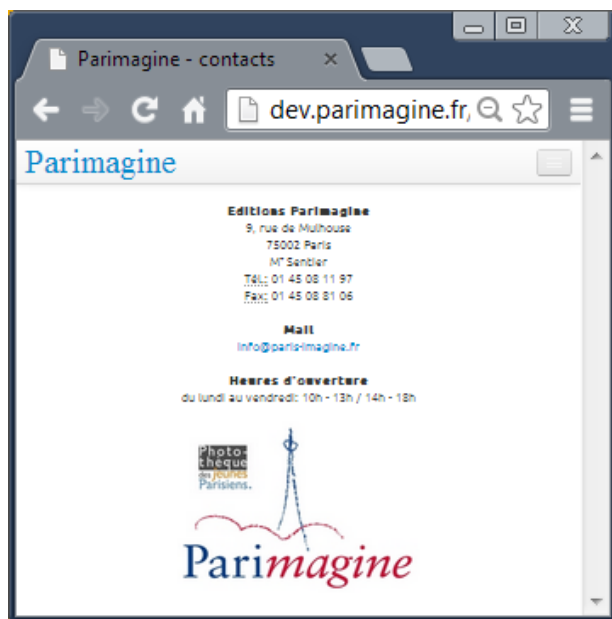 Parimagine - contacts
dev.parimagine.fr,
Parimagine
Editions Parimagine
9, rue de Mulhouse
75002 Paris
M° Sentier
Tél.: 01 45 08 11 97
Fax: 01 45 08 81 06
Mail
info@paris-imagine.fr
Heures d'ouverture
du lundi au vendredi: 10h - 13h / 14h - 18h
Photo-
thèque
des jeunes
Parisiens.
Parimagine